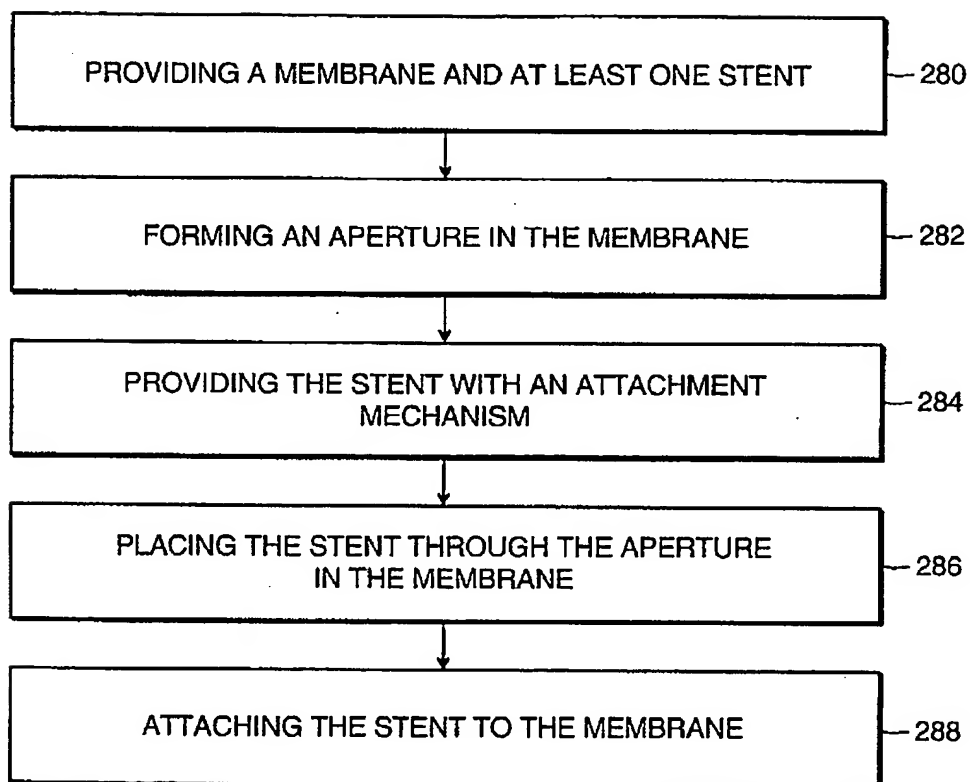 PROVIDING A MEMBRANE AND AT LEAST ONE STENT
280
FORMING AN APERTURE IN THE MEMBRANE
282
PROVIDING THE STENT WITH AN ATTACHMENT
MECHANISM
284
PLACING THE STENT THROUGH THE APERTURE
IN THE MEMBRANE
286
ATTACHING THE STENT TO THE MEMBRANE
288